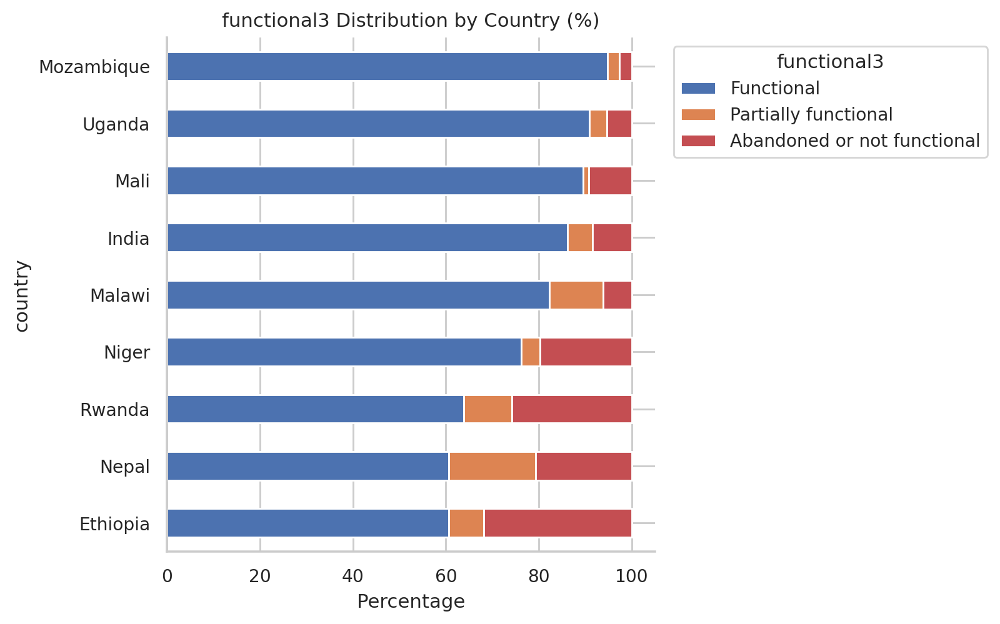 functional3 Distribution by Country (%)
Mozambique
Uganda
Mali
India
Malawi
Niger
Rwanda
Nepal
Ethiopia
country
0 20 40 60 80 100
Percentage
functional3
Functional
Partially functional
Abandoned or not functional